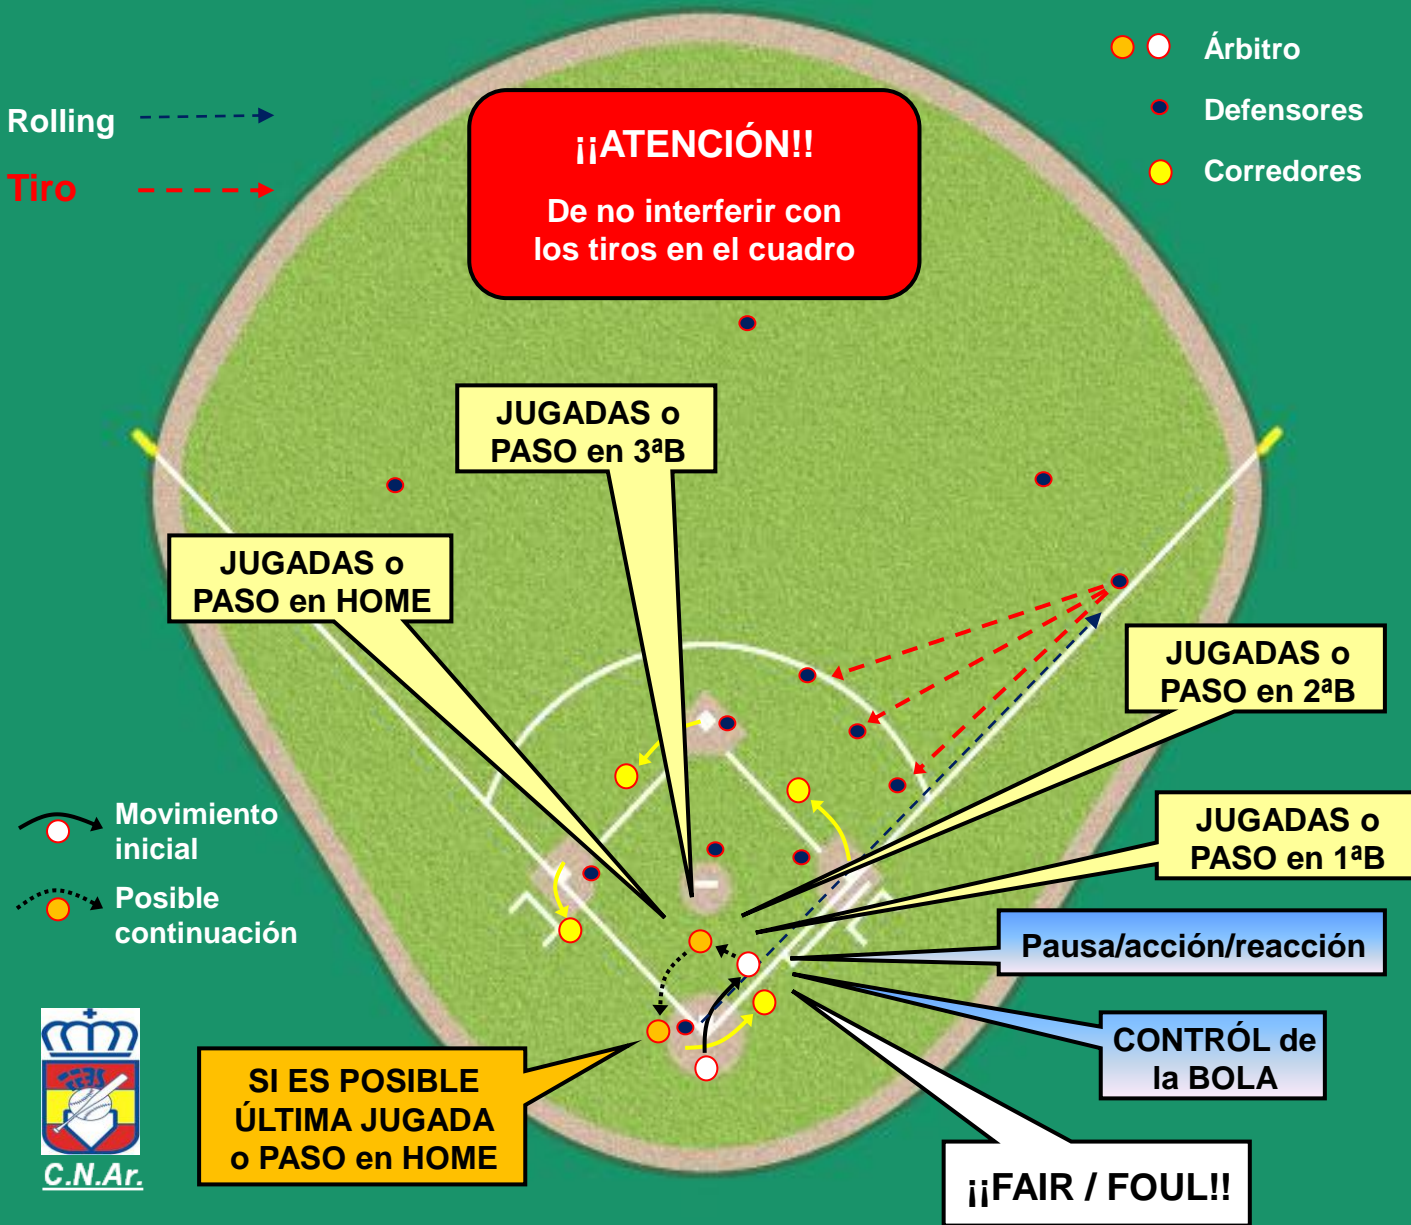 Rolling
Tiro
Árbitro
Defensores
Corredores
¡¡ATENCIÓN!!
De no interferir con
los tiros en el cuadro
JUGADAS o
PASO en 3ªB
JUGADAS o
PASO en HOME
JUGADAS o
PASO en 2ªB
JUGADAS o
PASO en 1ªB
Movimiento
inicial
Posible
continuación
Pausa/acción/reacción
CONTRÓL de
la BOLA
SI ES POSIBLE
ÚLTIMA JUGADA
o PASO en HOME
¡¡FAIR / FOUL!!
C.N.Ar.